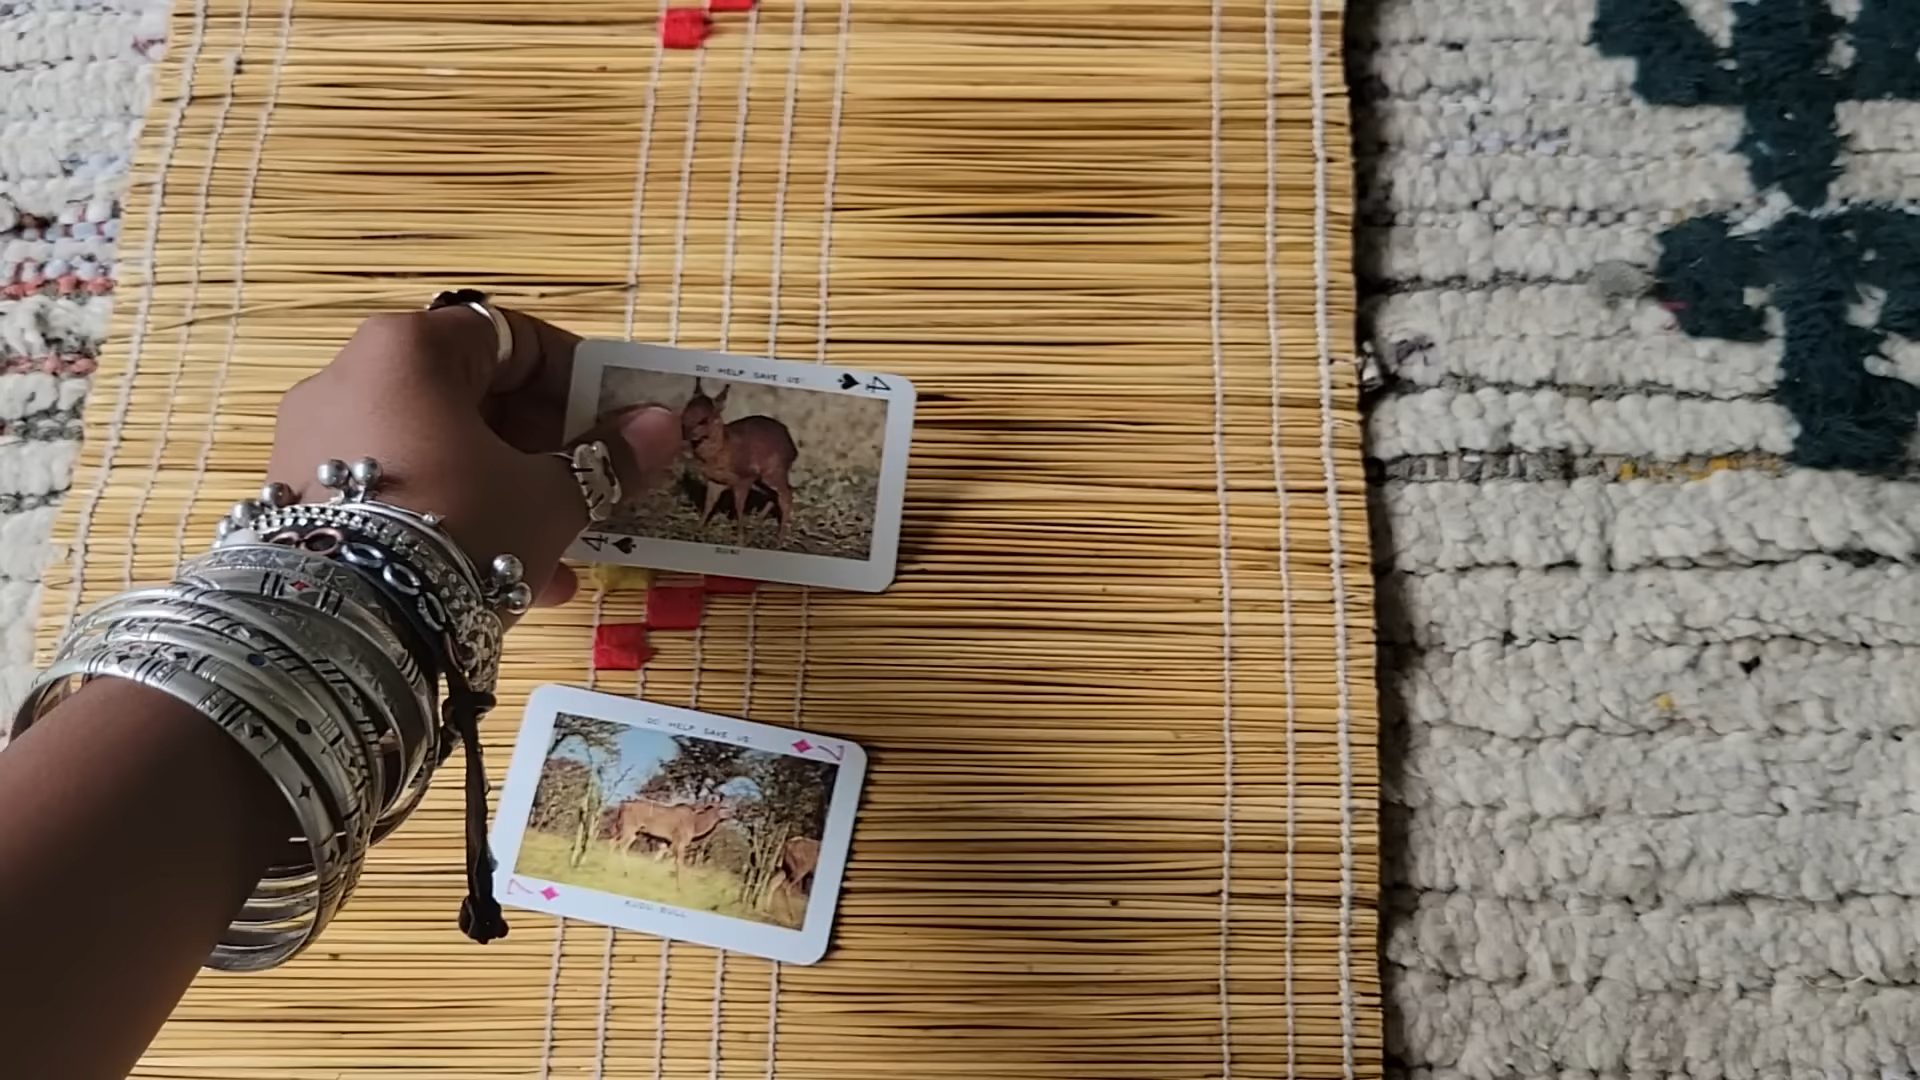 DO HELP SAVE US!
4
4
SUNI
DO HELP SAVE US
7
7
KUDU BULL